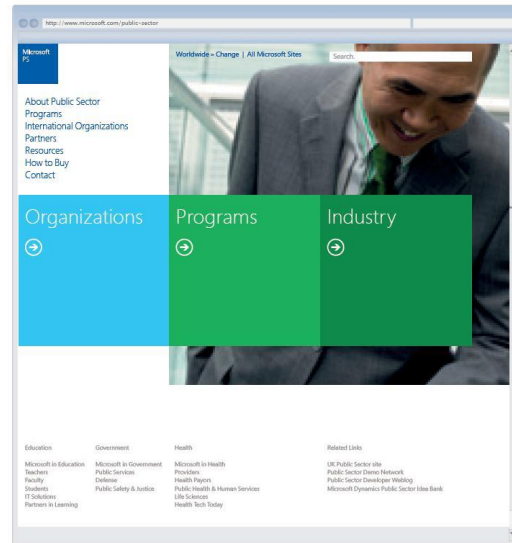 http://www.microsoft.com/public-sector
Microsoft
PS
Worldwide – Change | All Microsoft Sites
Search:
About Public Sector
Programs
International Organizations
Partners
Resources
How to Buy
Contact
Organizations
Programs
Industry
Education
Microsoft in Education
Teachers
Faculty
Students
IT Solutions
Partners in Learning
Government
Microsoft in Government
Public Services
Defense
Public Safety & Justice
Health
Microsoft in Health
Providers
Health Payors
Public Health & Human Services
Life Sciences
Health Tech Today
Related Links
UK Public Sector site
Public Sector Demo Network
Public Sector Developer Weblog
Microsoft Dynamics Public Sector Idea Bank